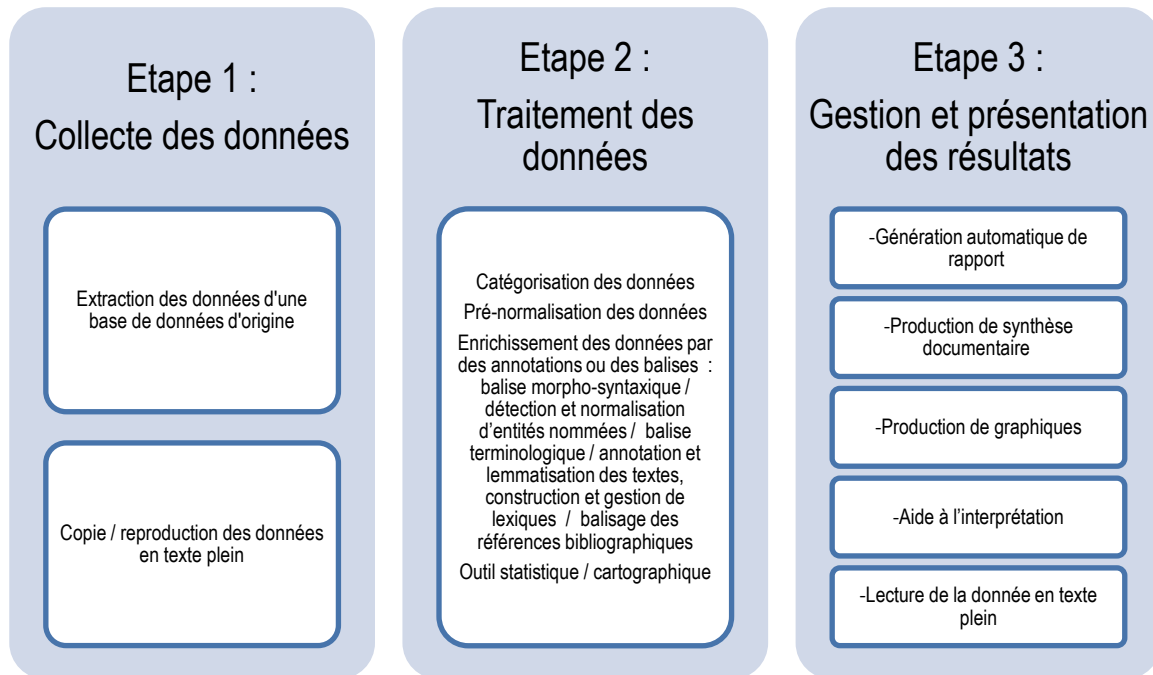 Etape 1 :
Collecte des données
Extraction des données d'une
base de données d'origine
Copie / reproduction des données
en texte plein
Etape 2 :
Traitement des
données
Catégorisation des données
Pré-normalisation des données
Enrichissement des données par
des annotations ou des balises :
balise morpho-syntaxique /
détection et normalisation
d’entités nommées / balise
terminologique / annotation et
lemmatisation des textes,
construction et gestion de
lexiques / balisage des
références bibliographiques
Outil statistique / cartographique
Etape 3 :
Gestion et présentation
des résultats
-Génération automatique de
rapport
-Production de synthèse
documentaire
-Production de graphiques
-Aide à l’interprétation
-Lecture de la donnée en texte
plein